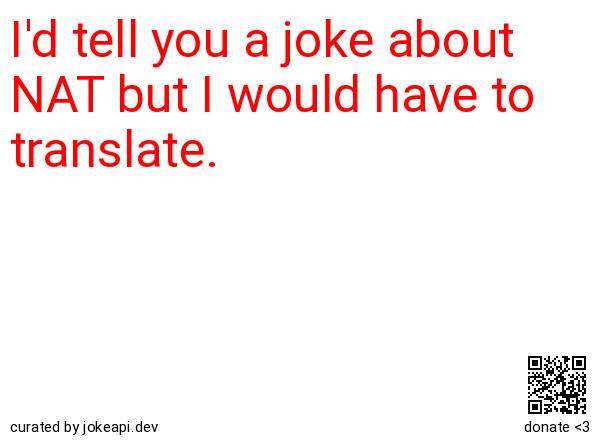 I'd tell you a joke about
NAT but I would have to
translate.
curated by jokeapi.dev
donate <3